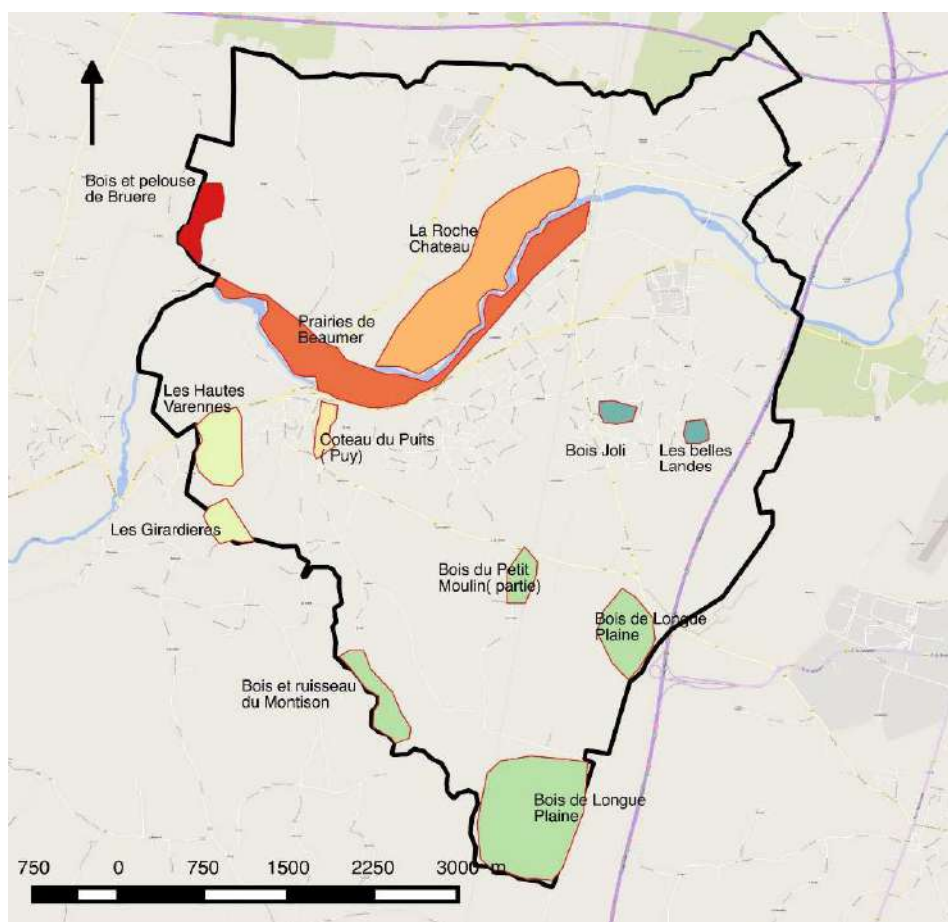 Bois et pelouse
de Bruere
La Roche
Chateau
Prairies de
Beaumer
Les Hautes
Varennes
Coteau du Puits
( Puy)
Bois Joli
Les belles
Landes
Les Girardieres
Bois du Petit
Moulin( partie)
Bois de Longue
Plaine
Bois et ruisseau
du Montison
Bois de Longue
Plaine
750 0 750 1500 2250 3000 m